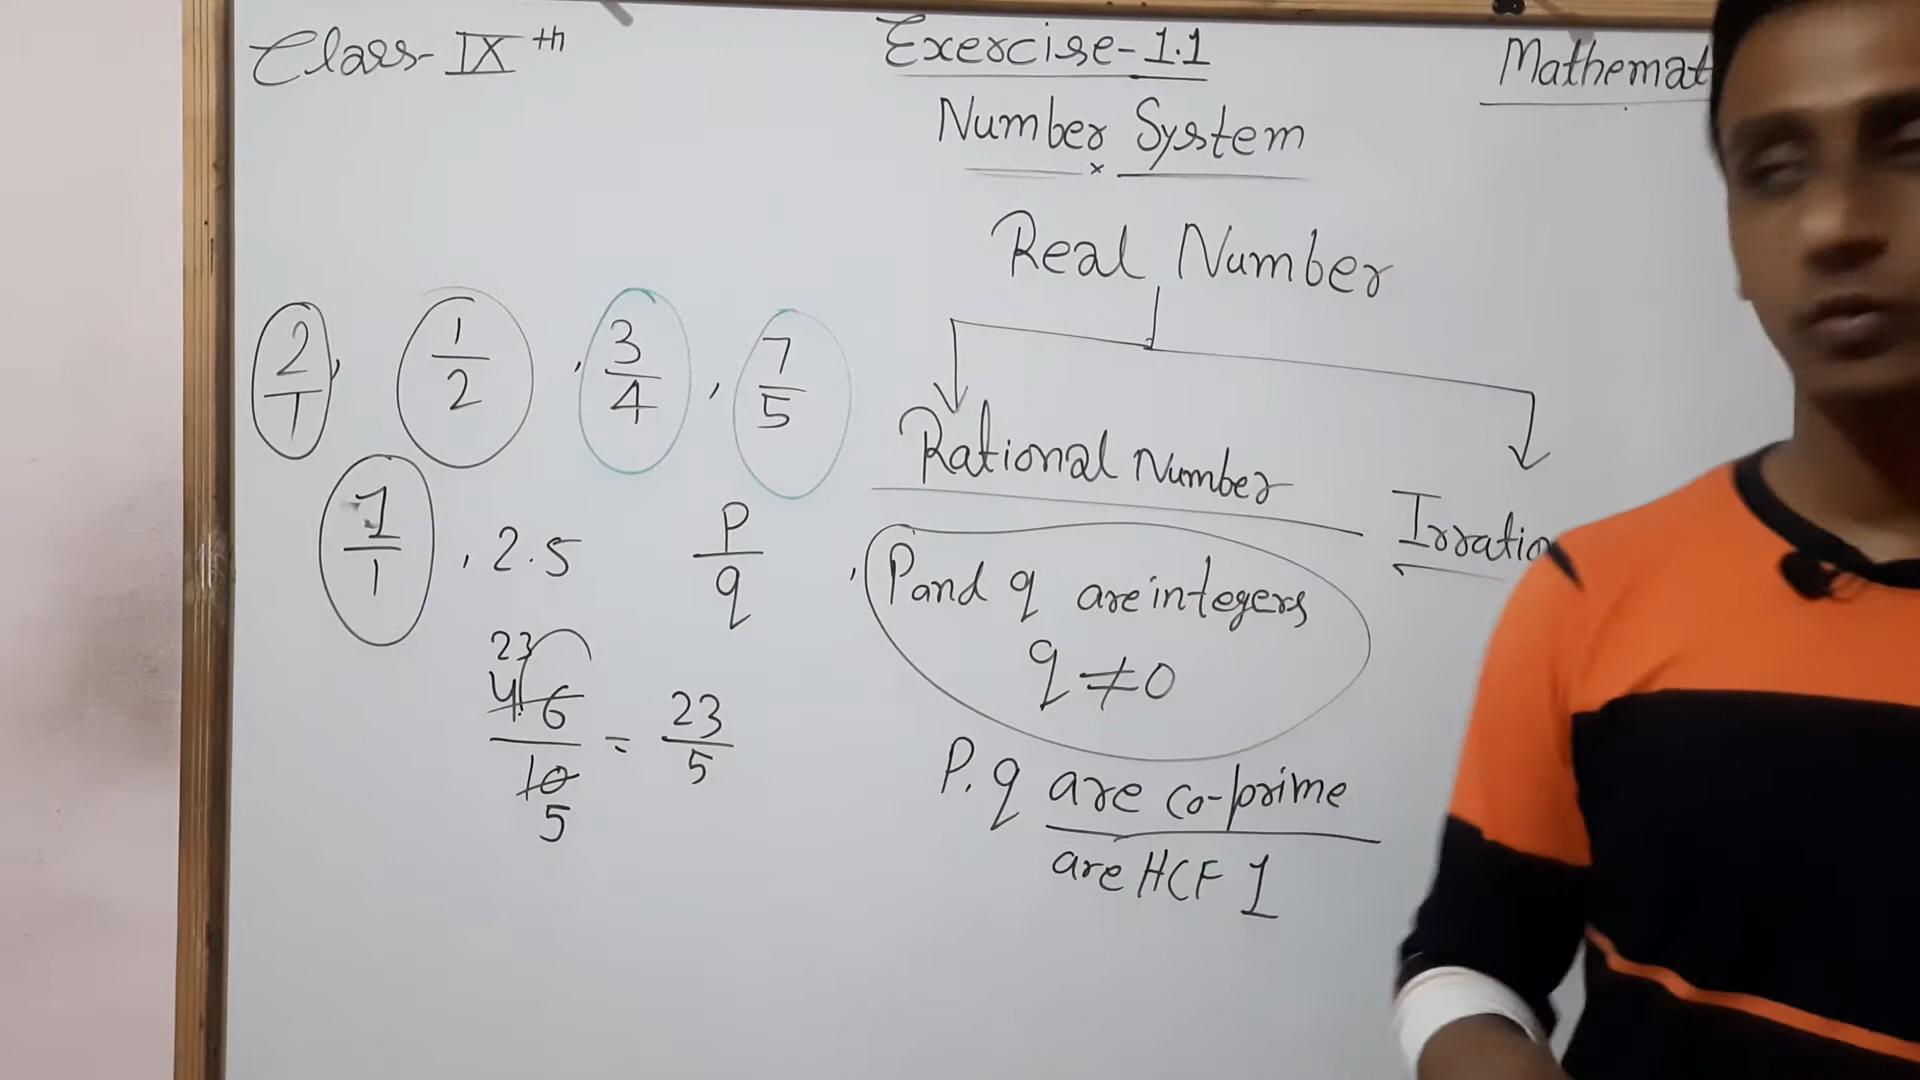 Class-IXth
Exercise-1.1
Mathemat
Number System
Real Number
2/1, 1/2, 3/4, 7/5
Rational Number
Irratio
1/1, 2.5
P/q, P and q are integers
q ≠ 0
23
46/10 = 23/5
5
P.q are co-prime
are HCF 1